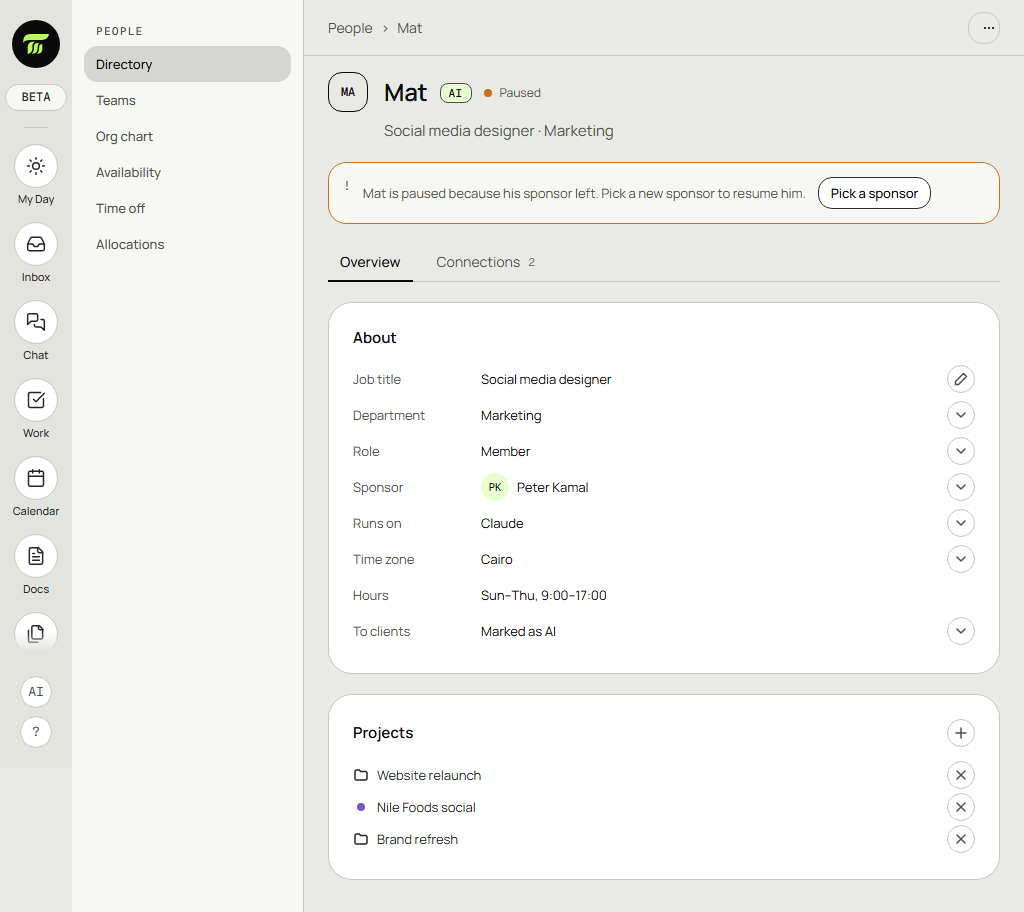 BETA
My Day
Inbox
Chat
Work
Calendar
Docs
AI
?
PEOPLE
Directory
Teams
Org chart
Availability
Time off
Allocations
People › Mat
MA
Mat AI Paused
Social media designer · Marketing
! Mat is paused because his sponsor left. Pick a new sponsor to resume him. Pick a sponsor
Overview Connections 2
About
Job title Social media designer
Department Marketing
Role Member
Sponsor PK Peter Kamal
Runs on Claude
Time zone Cairo
Hours Sun–Thu, 9:00–17:00
To clients Marked as AI
Projects
Website relaunch
Nile Foods social
Brand refresh